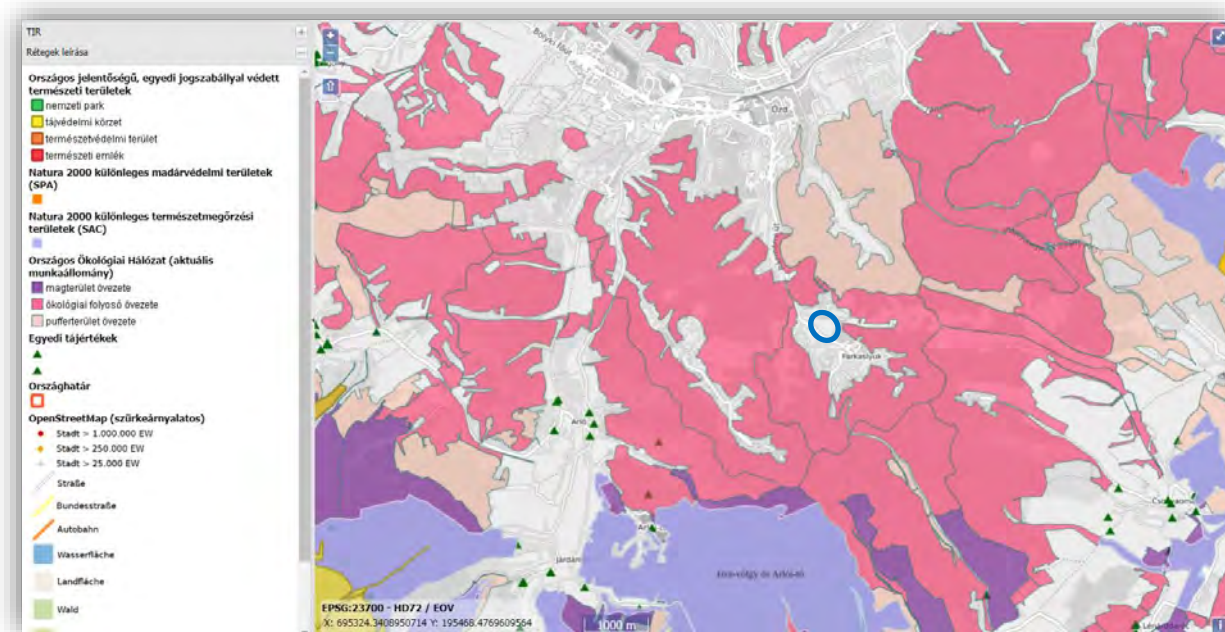 TIR
Rétegek leírása
Országos jelentőségű, egyedi jogszabállyal védett
természeti területek
nemzeti park
tájvédelmi körzet
természetvédelmi terület
természeti emlék
Natura 2000 különleges madárvédelmi területek
(SPA)
Natura 2000 különleges természetmegőrzési
területek (SAC)
Országos Ökológiai Hálózat (aktuális
munkaállomány)
magterület övezete
ökológiai folyosó övezete
pufferterület övezete
Egyedi tájértékek
Országhatár
OpenStreetMap (szürkeárnyalatos)
Stadt > 1.000.000 EW
Stadt > 250.000 EW
Stadt > 25.000 EW
Straße
Bundesstraße
Autobahn
Wasserfläche
Landfläche
Wald
Bolyki főút
Ózd
Farkaslyuk
Arló
Járdán
EPSG:23700 - HD72 / EOV
X: 695324.3408950714 Y: 195468.4769609564
1000 m